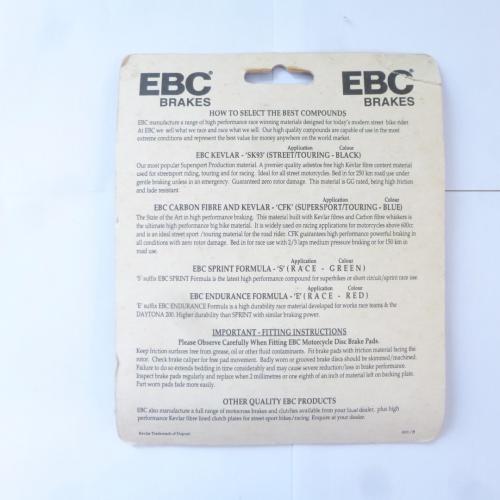 EBC BRAKES
EBC BRAKES
HOW TO SELECT THE BEST COMPOUNDS
EBC manufacture a range of high performance race winning materials designed for today's modern street bike rider.
At EBC we sell what we race and race what we sell. Our high quality compounds are capable of use in the most
extreme conditions and represent the best value for money anywhere on the world market.
Application Colour
EBC KEVLAR - 'SK93' (STREET/TOURING - BLACK)
Our most popular Supersport Production material. A premier quality asbestos free high Kevlar fibre content material
used for streetsport riding, touring and for racing. Ideal for all street motorcycles. Bed in for 250 km road use under
gentle braking unless in an emergency. Guaranteed zero rotor damage. This material is GG rated, being high friction
and fade resistant
Application Colour
EBC CARBON FIBRE AND KEVLAR - 'CFK' (SUPERSPORT/TOURING - BLUE)
The State of the Art in high performance braking. This material built with Kevlar fibres and Carbon fibre whiskers is
the ultimate high performance big bike material. It is widely used on racing applications for motorcycles above 600cc
and is an ideal street sport /touring material for the road rider. CFK guarantees high performance powerful braking in
all conditions with zero rotor damage. Bed in for race use with 2/3 laps medium pressure braking or for 150 km in
road use.
Application Colour
EBC SPRINT FORMULA - 'S' (RACE - GREEN)
'S' suffix EBC SPRINT Formula is the latest high performance compound for superbikes or short circuit/sprint race use.
Application Colour
EBC ENDURANCE FORMULA - 'E' (RACE - RED)
'E' suffix EBC ENDURANCE Formula is a high durability race material developed for works race teams & the
DAYTONA 200. Higher durability than SPRINT with similar braking power.
IMPORTANT - FITTING INSTRUCTIONS
Please Observe Carefully When Fitting EBC Motorcycle Disc Brake Pads.
Keep friction surfaces free from grease, oil or other fluid contaminants. Fit brake pads with friction material facing the
rotor. Check brake caliper for free pad movement. Badly worn or grooved brake discs should be skimmed/machined.
Failure to do so extends bedding in time considerably and may cause severe reduction/loss in brake performance.
Inspect brake pads regularly and replace when 2 millimetres or one eighth of an inch of material left on backing plate.
Part worn pads fade more easily.
OTHER QUALITY EBC PRODUCTS
EBC also manufacture a full range of motocross brakes and clutches available from your local dealer, plus high
performance Kevlar fibre lined clutch plates for street sport bikes/racing. Enquire at your dealer.
Kevlar Trademark of Dupont